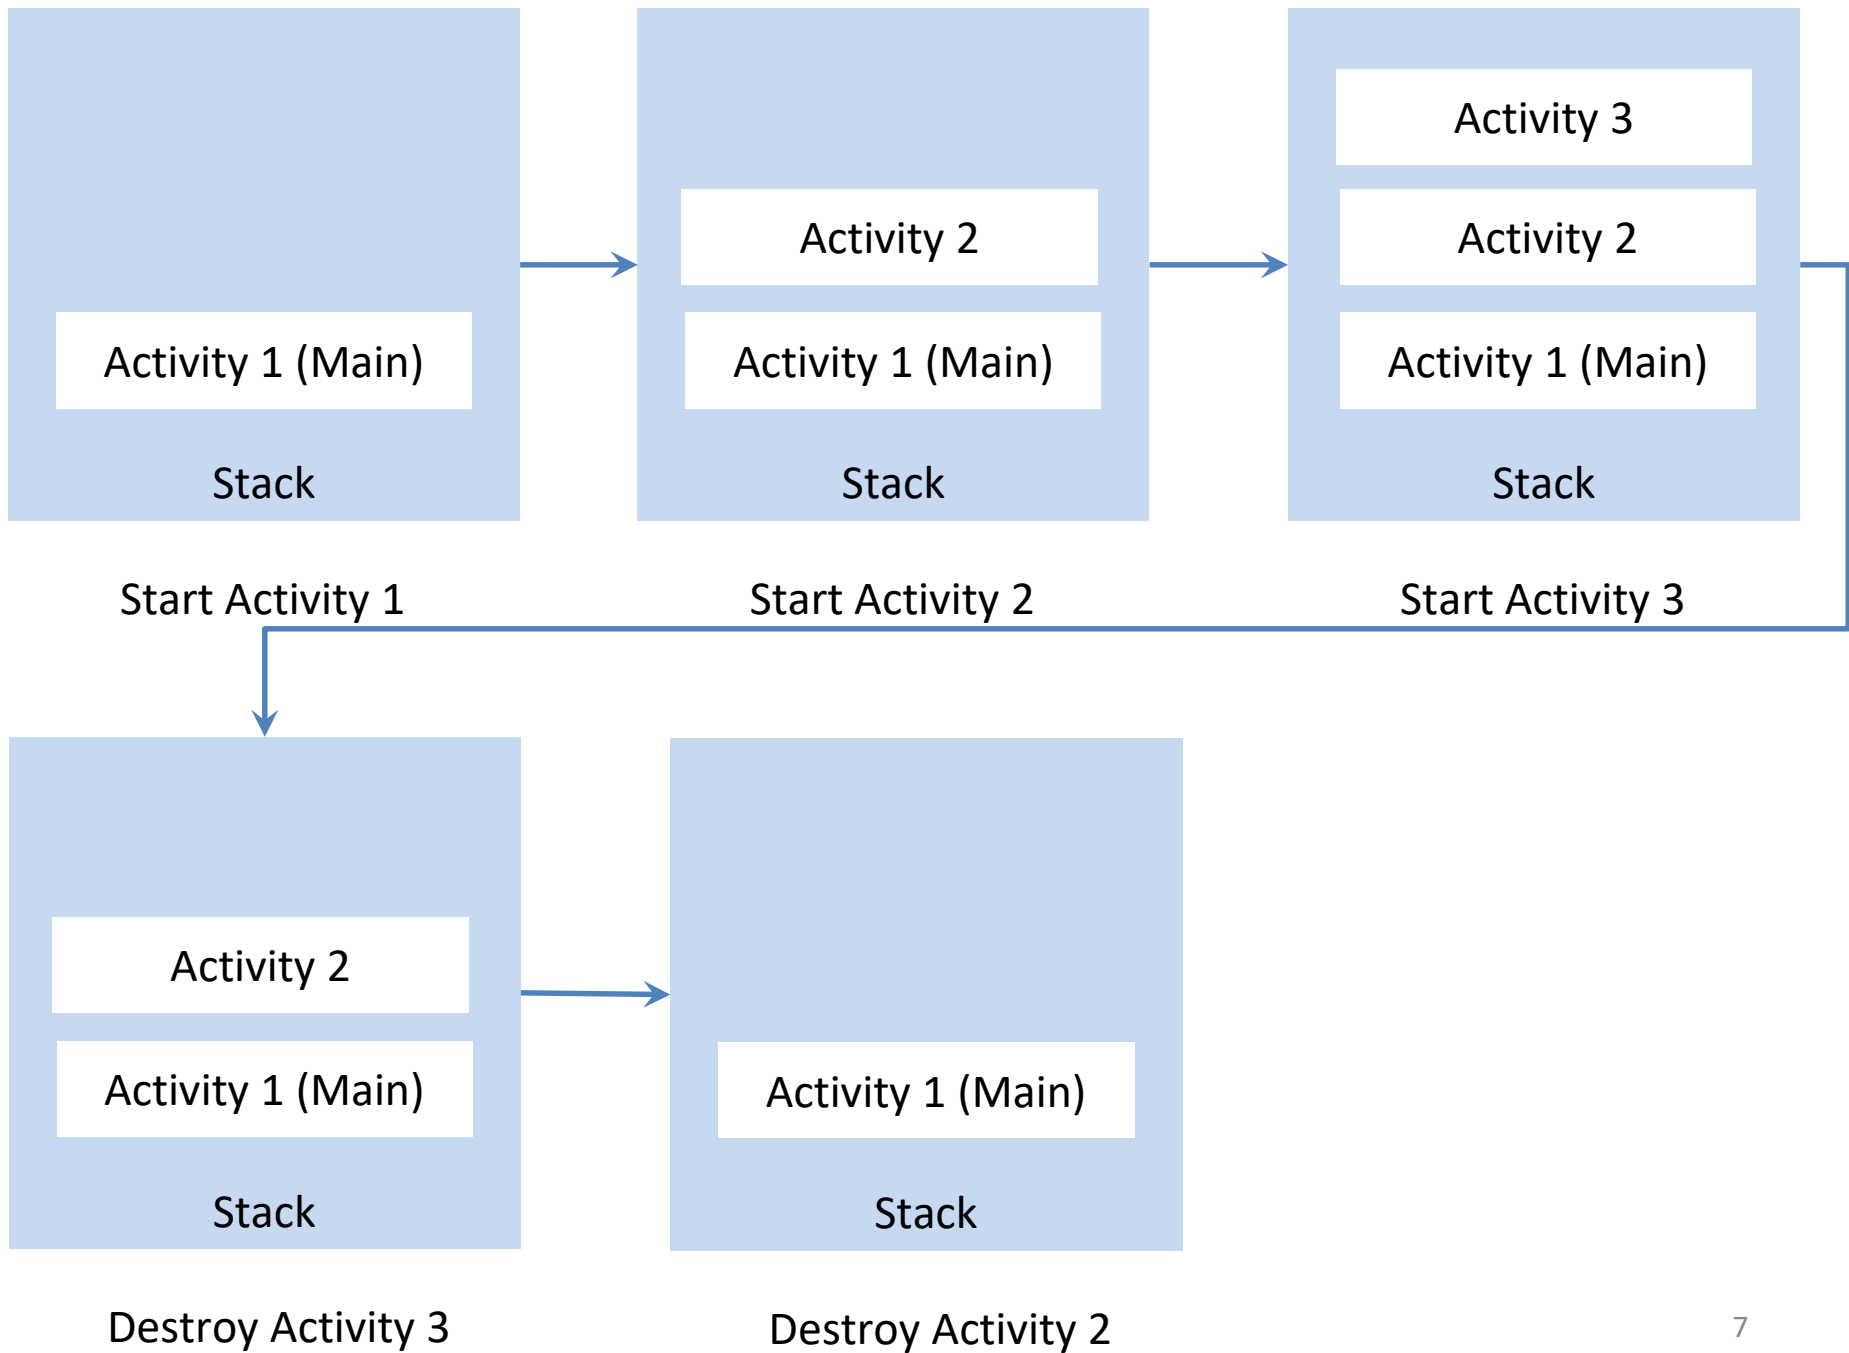 Activity 1 (Main)
Stack
Start Activity 1
Activity 2
Activity 1 (Main)
Stack
Start Activity 2
Activity 3
Activity 2
Activity 1 (Main)
Stack
Start Activity 3
Activity 2
Activity 1 (Main)
Stack
Destroy Activity 3
Activity 1 (Main)
Stack
Destroy Activity 2
7